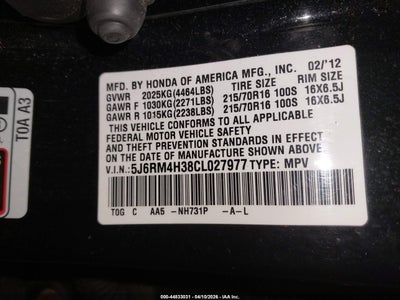 MFD. BY HONDA OF AMERICA MFG., INC. 02/'12
GVWR 2025KG(4464LBS) TIRE SIZE RIM SIZE
GAWR F 1030KG(2271LBS) 215/70R16 100S 16X6.5J
GAWR R 1015KG(2238LBS) 215/70R16 100S 16X6.5J
THIS VEHICLE CONFORMS TO ALL APPLICABLE
FEDERAL MOTOR VEHICLE SAFETY
AND THEFT PREVENTION STANDARDS IN EFFECT
ON THE DATE OF MANUFACTURE SHOWN ABOVE
V.I.N.:5J6RM4H38CL027977 TYPE: MPV
T0G C AA5 -NH731P -A-L
T0A A3
000-44833031 - 04/10/2026 - IAA Inc.